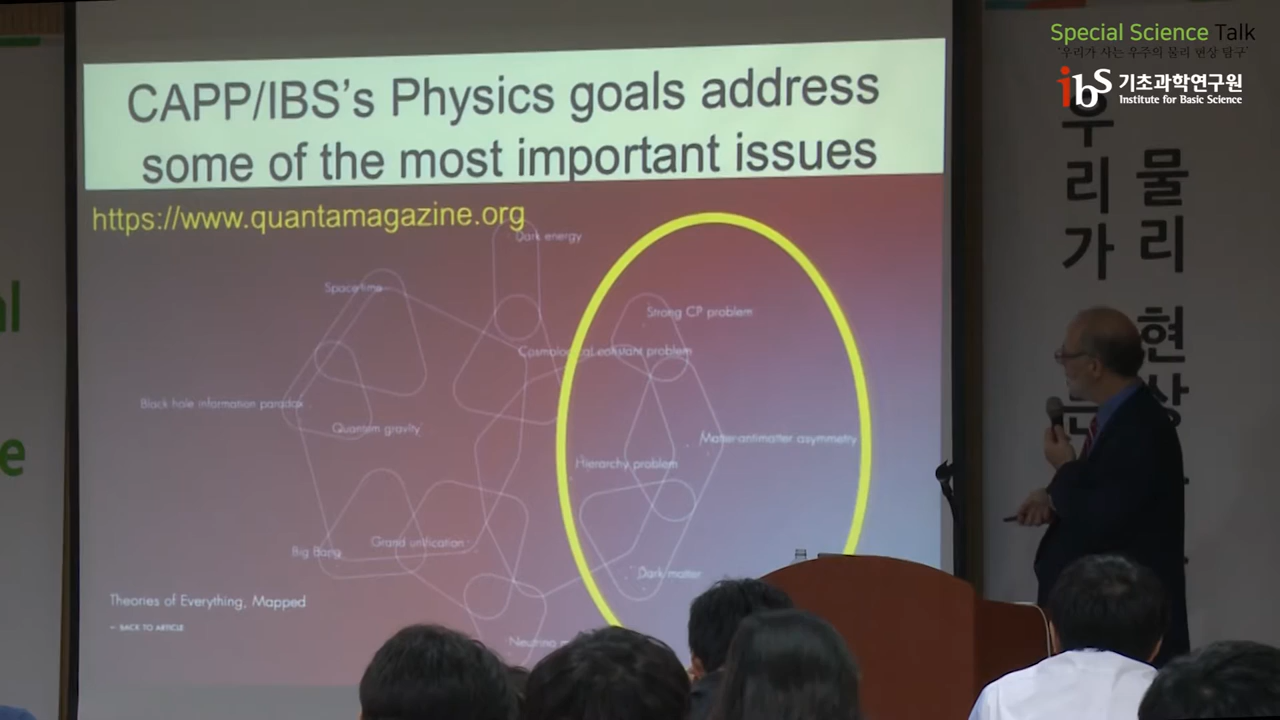 Special Science Talk
'우리가 사는 우주의 물리 현상 탐구'
ibs 기초과학연구원
Institute for Basic Science
CAPP/IBS's Physics goals address
some of the most important issues
https://www.quantamagazine.org
Dark energy
Space-time
Strong CP problem
Cosmological constant problem
Black hole information paradox
Quantum gravity
Matter-antimatter asymmetry
Hierarchy problem
Grand unification
Big Bang
Dark matter
Theories of Everything, Mapped
← BACK TO ARTICLE
Neutrino
우리가
물리 현상